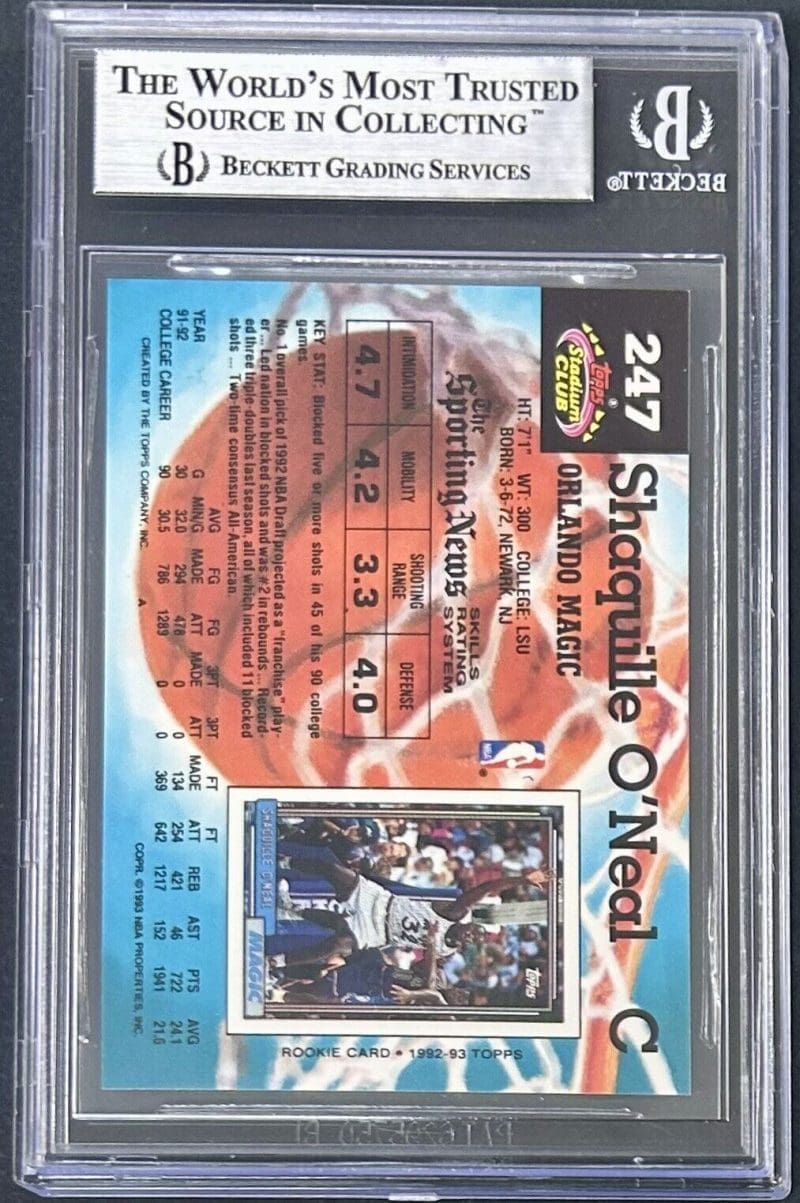 THE WORLD'S MOST TRUSTED
SOURCE IN COLLECTING™
B BECKETT GRADING SERVICES
B
BECKETT®
247 Shaquille O'Neal C
Topps®
Stadium
CLUB
ORLANDO MAGIC
HT: 7'1" WT: 300 COLLEGE: LSU
BORN: 3-6-72, NEWARK, NJ
The
Sporting News
SKILLS
RATING
SYSTEM
NBA
®
INTIMIDATION MOBILITY SHOOTING RANGE DEFENSE
4.7 4.2 3.3 4.0
KEY STAT: Blocked five or more shots in 45 of his 90 college
games.
No. 1 overall pick of 1992 NBA Draft projected as a "franchise" play-
er ... Led nation in blocked shots and was #2 in rebounds ... Record-
ed three triple-doubles last season, all of which included 11 blocked
shots ... Two-time consensus All-American.
AVG FG FG 3PT 3PT FT FT
YEAR G MIN/G MADE ATT MADE ATT MADE ATT REB AST PTS AVG
91-92 30 32.0 294 478 0 0 134 254 421 46 722 24.1
COLLEGE CAREER 90 30.5 786 1289 0 0 369 642 1217 152 1941 21.6
CREATED BY THE TOPPS COMPANY, INC. A COPR. ©1993 NBA PROPERTIES, INC.
TOPPS
32
SHAQUILLE O'NEAL
MAGIC
ROOKIE CARD • 1992-93 TOPPS